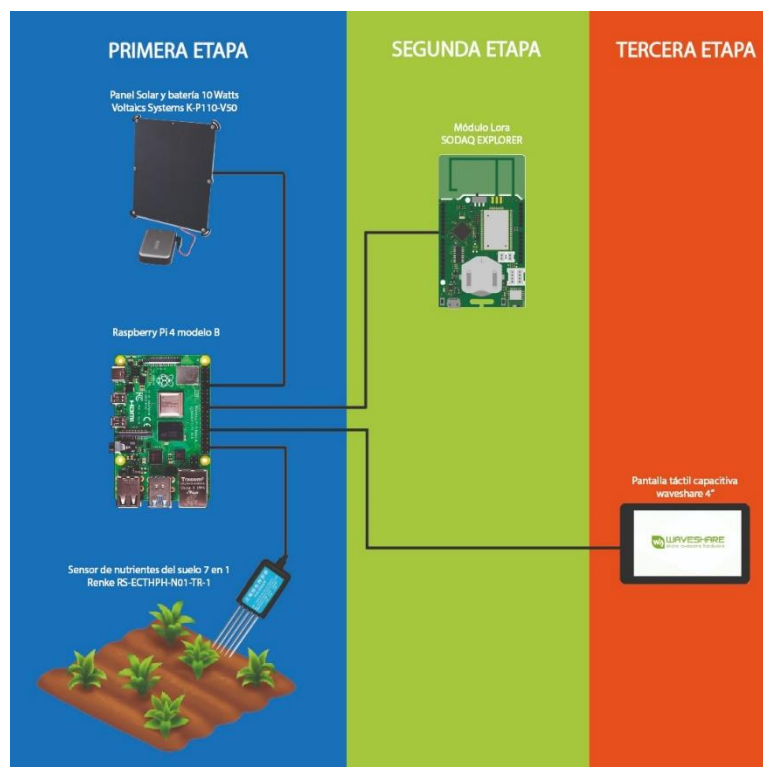 PRIMERA ETAPA
SEGUNDA ETAPA
TERCERA ETAPA
Panel Solar y batería 10 Watts
Voltaics Systems K-P110-V50
Módulo Lora
SODAQ EXPLORER
Raspberry Pi 4 modelo B
Pantalla táctil capacitiva
waveshare 4"
WAVESHARE
Sensor de nutrientes del suelo 7 en 1
Renke RS-ECTHPH-N01-TR-1